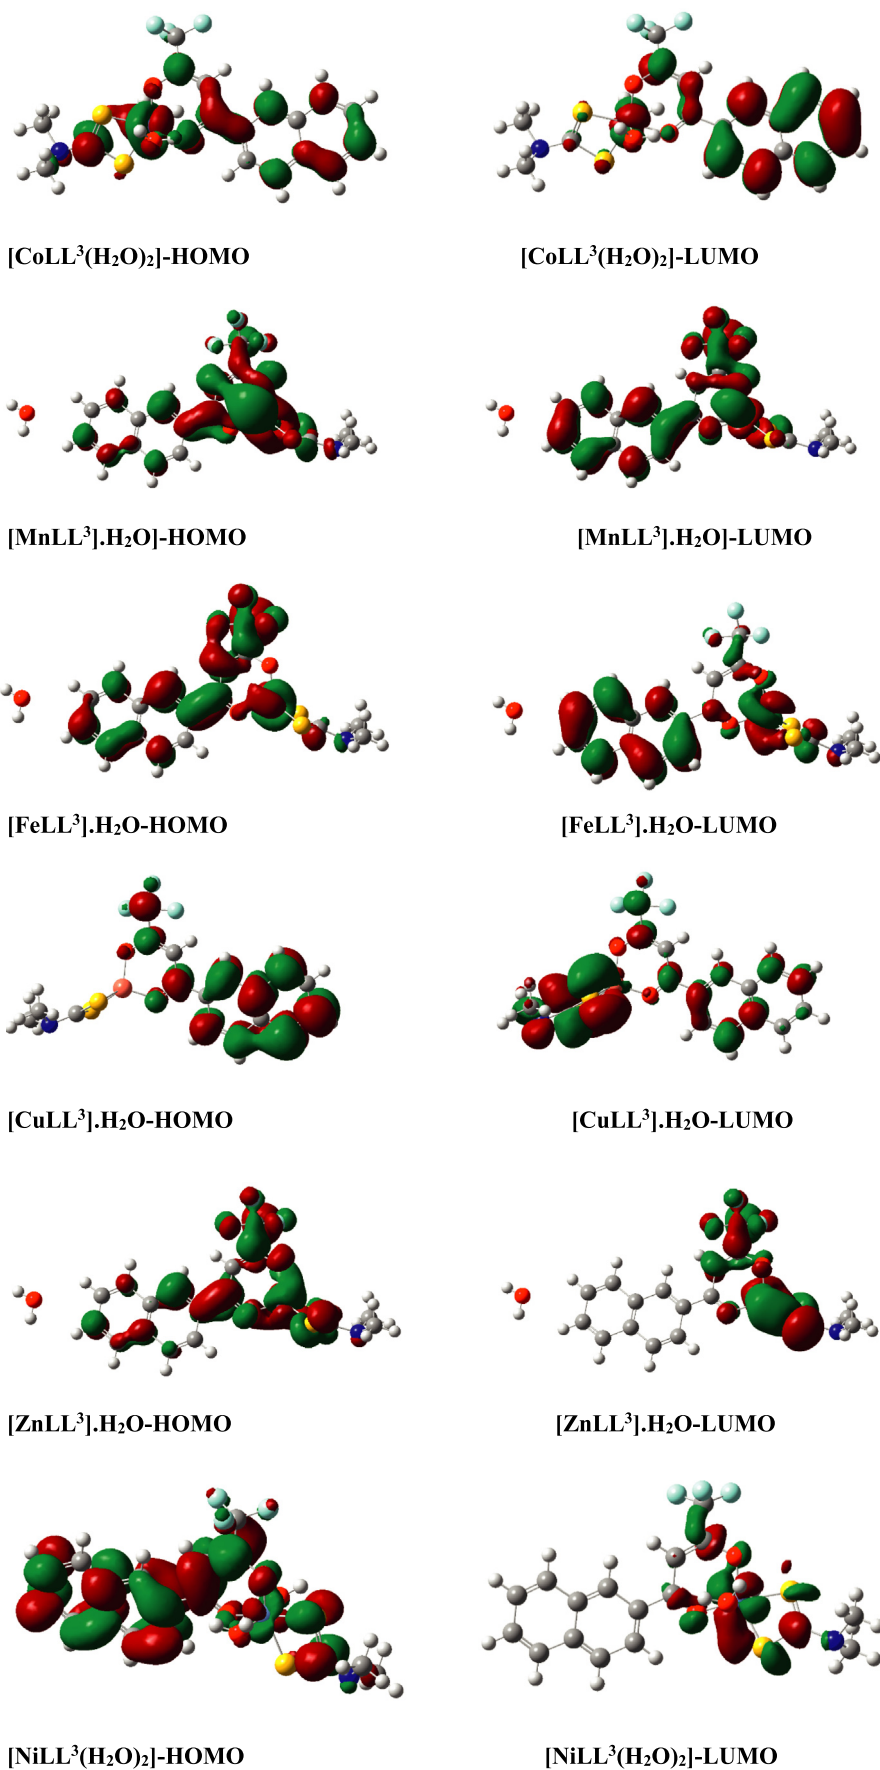 [CoLL³(H₂O)₂]-HOMO [CoLL³(H₂O)₂]-LUMO
[MnLL³].H₂O]-HOMO [MnLL³].H₂O]-LUMO
[FeLL³].H₂O-HOMO [FeLL³].H₂O-LUMO
[CuLL³].H₂O-HOMO [CuLL³].H₂O-LUMO
[ZnLL³].H₂O-HOMO [ZnLL³].H₂O-LUMO
[NiLL³(H₂O)₂]-HOMO [NiLL³(H₂O)₂]-LUMO